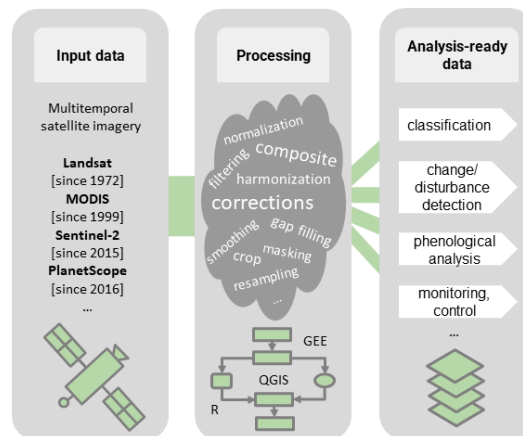 Input data
Multitemporal
satellite imagery
Landsat
[since 1972]
MODIS
[since 1999]
Sentinel-2
[since 2015]
PlanetScope
[since 2016]
...
Processing
normalization
filtering
composite
harmonization
corrections
smoothing
gap filling
crop
masking
resampling
...
GEE
QGIS
R
Analysis-ready
data
classification
change/
disturbance
detection
phenological
analysis
monitoring,
control
...